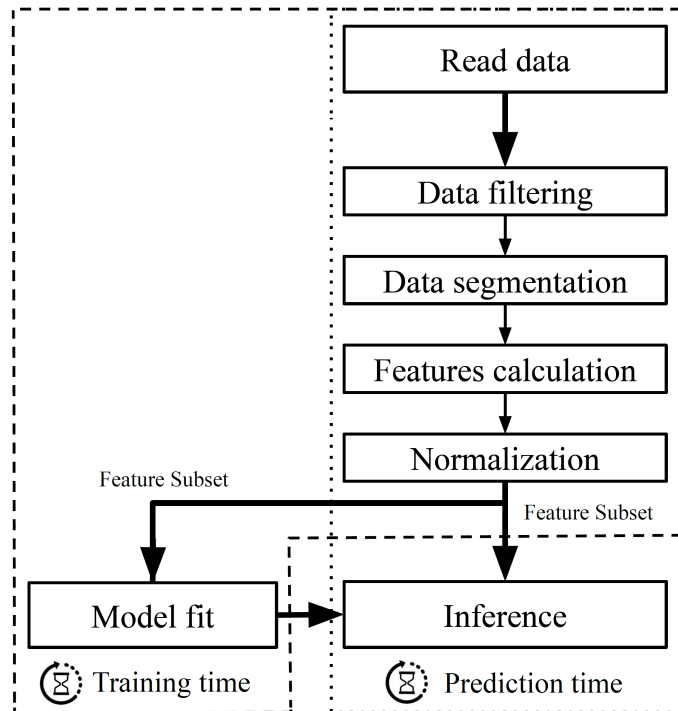 Read data
Data filtering
Data segmentation
Features calculation
Normalization
Feature Subset
Feature Subset
Model fit
Inference
Training time
Prediction time